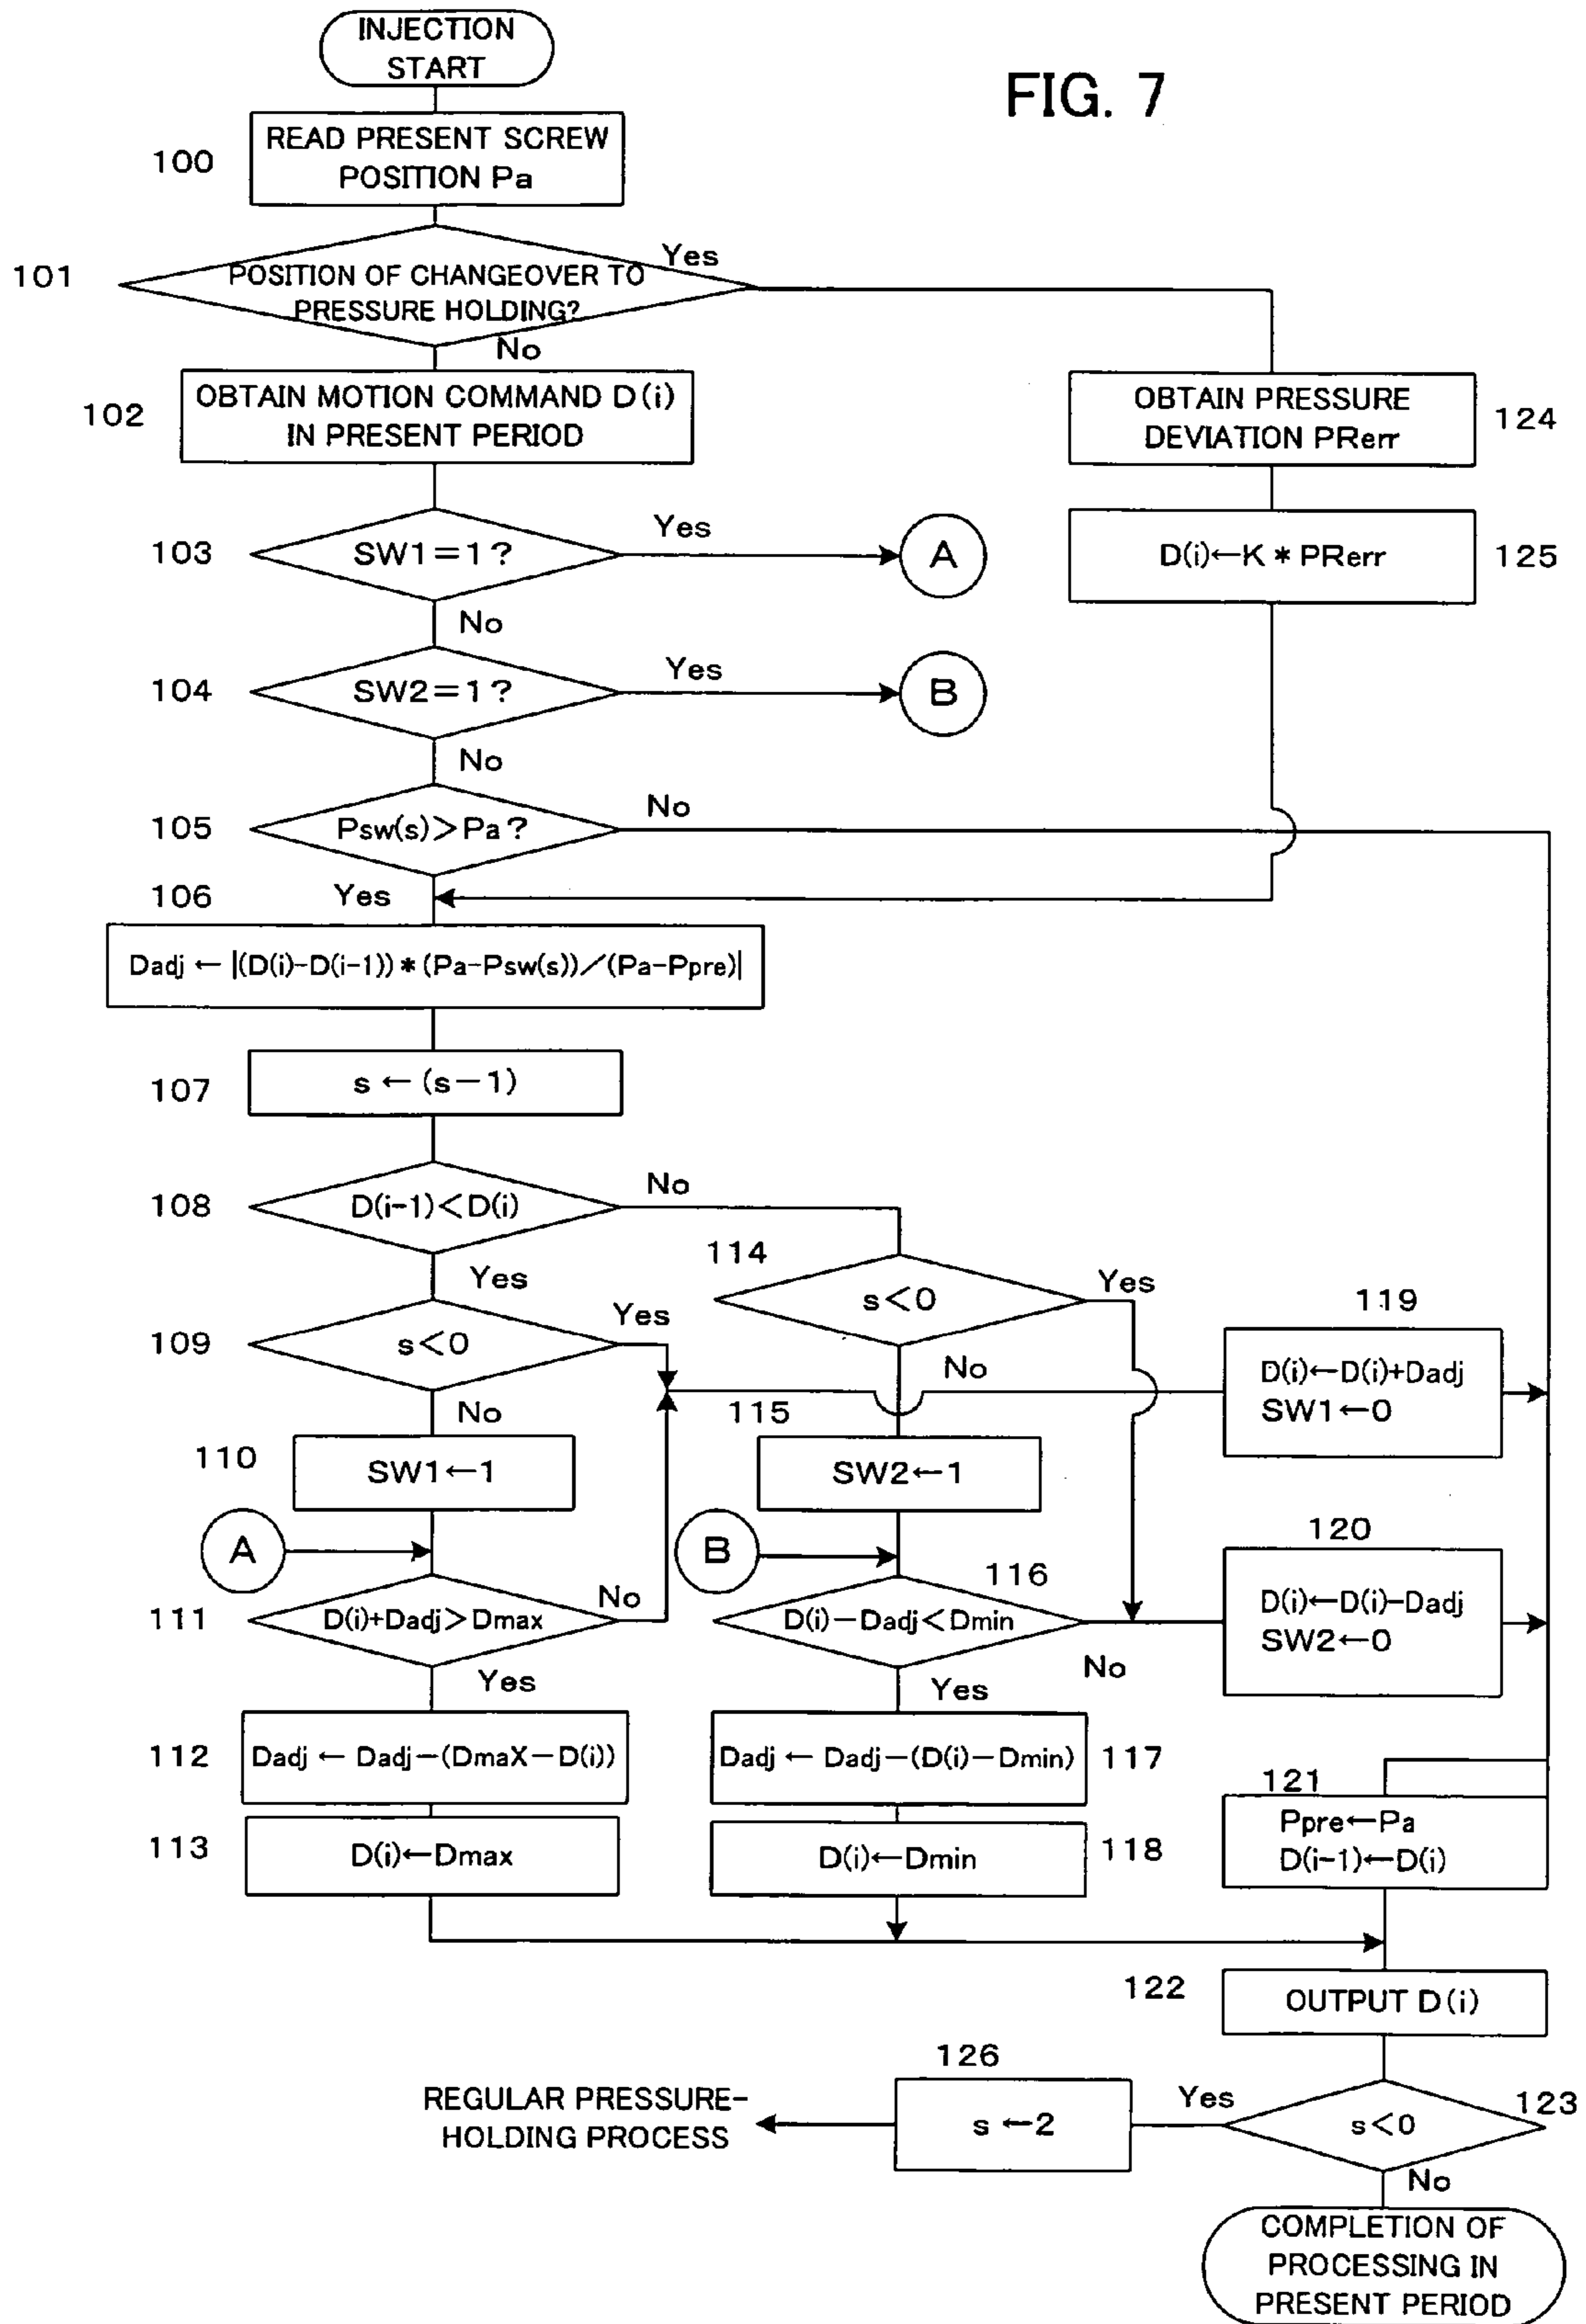 INJECTION
START
FIG. 7
100
READ PRESENT SCREW
POSITION Pa
101
POSITION OF CHANGEOVER TO
PRESSURE HOLDING?
Yes
No
102
OBTAIN MOTION COMMAND D(i)
IN PRESENT PERIOD
OBTAIN PRESSURE
DEVIATION PRerr
124
103
SW1=1?
Yes
A
D(i)←K * PRerr
125
No
104
SW2=1?
Yes
B
No
105
Psw(s)>Pa?
No
106
Yes
Dadj ← |(D(i)-D(i-1))*(Pa-Psw(s))/(Pa-Ppre)|
107
s ← (s-1)
108
D(i-1)<D(i)
No
Yes
114
s<0
Yes
109
s<0
Yes
No
No
119
D(i)←D(i)+Dadj
SW1←0
110
SW1←1
115
SW2←1
A
B
111
D(i)+Dadj>Dmax
No
Yes
116
D(i)-Dadj<Dmin
No
Yes
120
D(i)←D(i)-Dadj
SW2←0
112
Dadj ← Dadj-(DmaX-D(i))
Dadj ← Dadj-(D(i)-Dmin)
117
113
D(i)←Dmax
D(i)←Dmin
118
121
Ppre←Pa
D(i-1)←D(i)
122
OUTPUT D(i)
126
REGULAR PRESSURE-
HOLDING PROCESS
s ←2
Yes
s<0
123
No
COMPLETION OF
PROCESSING IN
PRESENT PERIOD